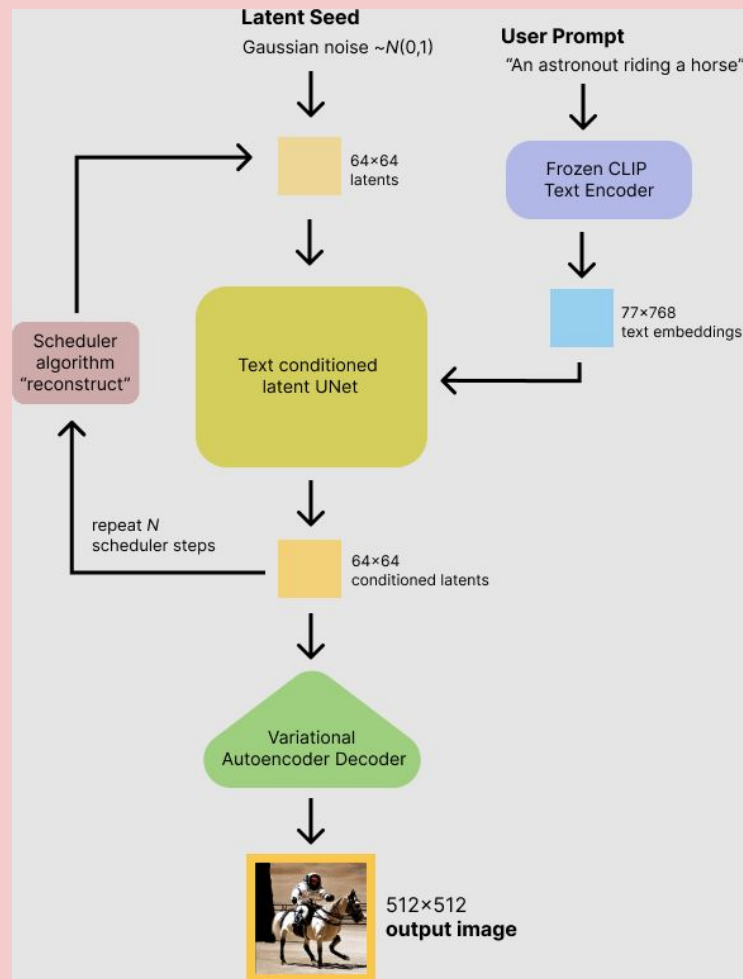 Latent Seed
Gaussian noise ~N(0,1)
User Prompt
“An astronout riding a horse”
64×64
latents
Frozen CLIP
Text Encoder
77×768
text embeddings
Scheduler
algorithm
“reconstruct”
Text conditioned
latent UNet
repeat N
scheduler steps
64×64
conditioned latents
Variational
Autoencoder Decoder
512×512
output image